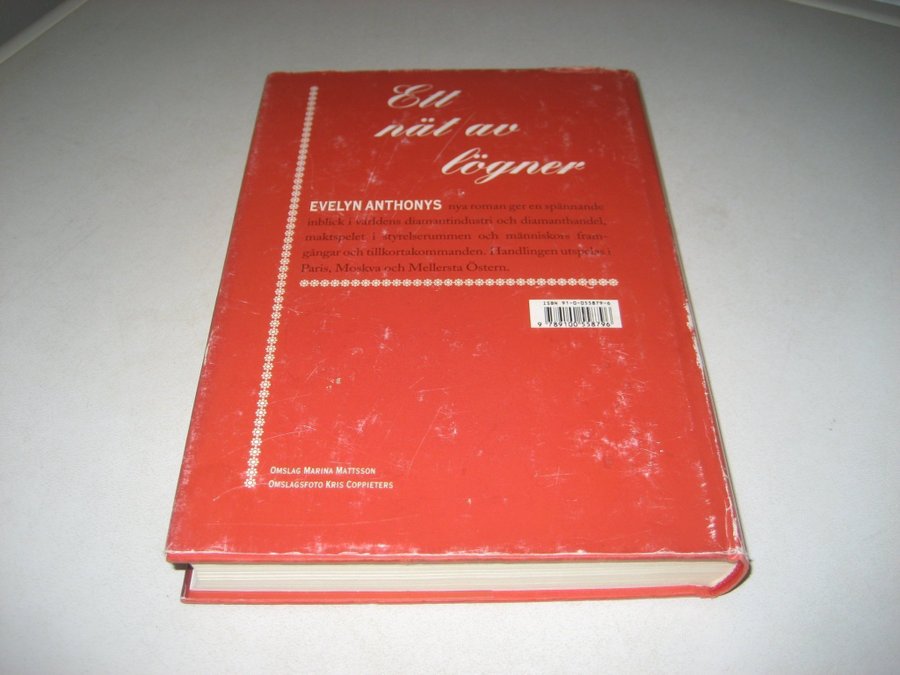 Ett
nät av
lögner
EVELYN ANTHONYS nya roman ger en spännande
inblick i världens diamantindustri och diamanthandel,
maktspelet i styrelserummen och människors fram-
gångar och tillkortakommanden. Handlingen utspelas i
Paris, Moskva och Mellersta Östern.
ISBN 91-0-055879-6
9 789100 558796
OMSLAG MARINA MATTSSON
OMSLAGSFOTO KRIS COPPIETERS